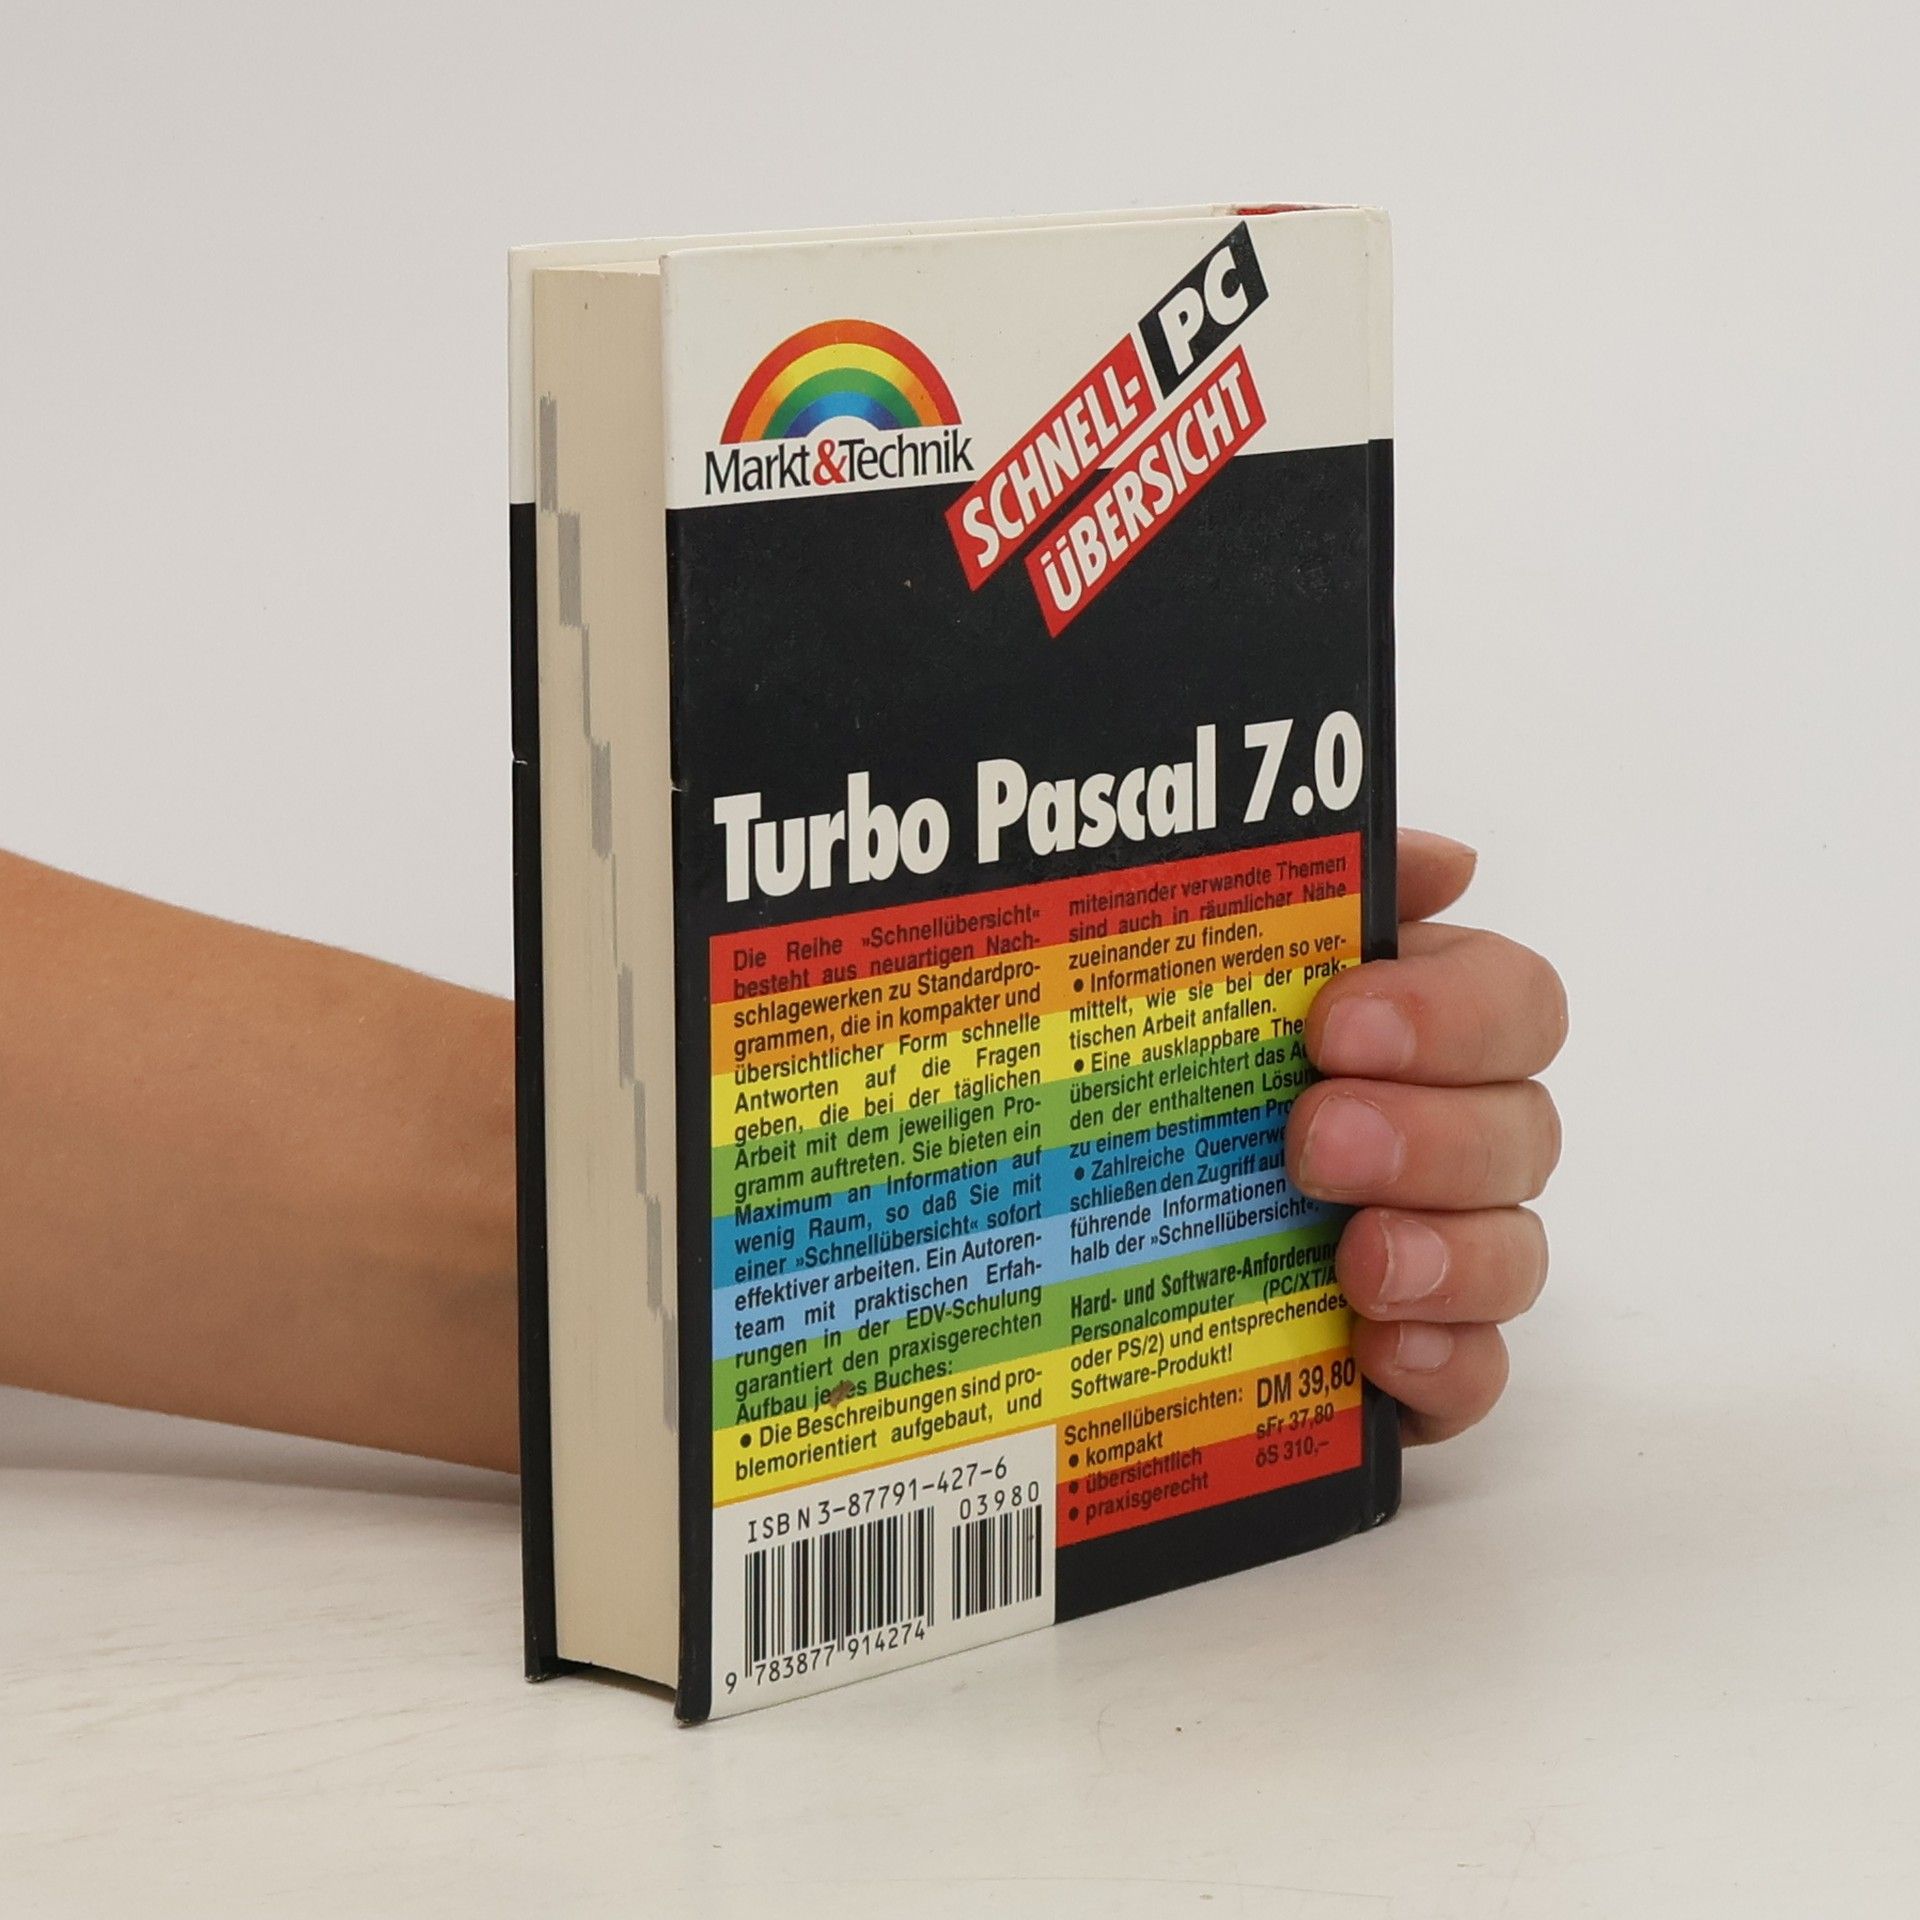 Markt&Technik
SCHNELL-
PC
ÜBERSICHT
Turbo Pascal 7.0
Die Reihe »Schnellübersicht«
besteht aus neuartigen Nach-
schlagewerken zu Standardpro-
grammen, die in kompakter und
übersichtlicher Form schnelle
Antworten auf die Fragen
geben, die bei der täglichen
Arbeit mit dem jeweiligen Pro-
gramm auftreten. Sie bieten ein
Maximum an Information auf
wenig Raum, so daß Sie mit
einer »Schnellübersicht« sofort
effektiver arbeiten. Ein Autoren-
team mit praktischen Erfah-
rungen in der EDV-Schulung
garantiert den praxisgerechten
Aufbau Buches:
● Die Beschreibungen sind pro-
blemorientiert aufgebaut, und
miteinander verwandte Themen
sind auch in räumlicher Nähe
zueinander zu finden.
● Informationen werden so ver-
mittelt, wie sie bei der prak-
tischen Arbeit anfallen.
● Eine ausklappbare
übersicht erleichtert das
den der enthaltenen
zu einem bestimmten
● Zahlreiche
schließen den Zugriff auf
führende Informationen
halb der »Schnellübersicht«.
Hard- und
Personalcomputer
oder PS/2) und entsprechendes
Software-Produkt!
Schnellübersichten:
● kompakt
● übersichtlich
● praxisgerecht
DM 39,80
sFr 37,80
öS 310,–
ISBN 3-87791-427-6
03980
9 783877 914274